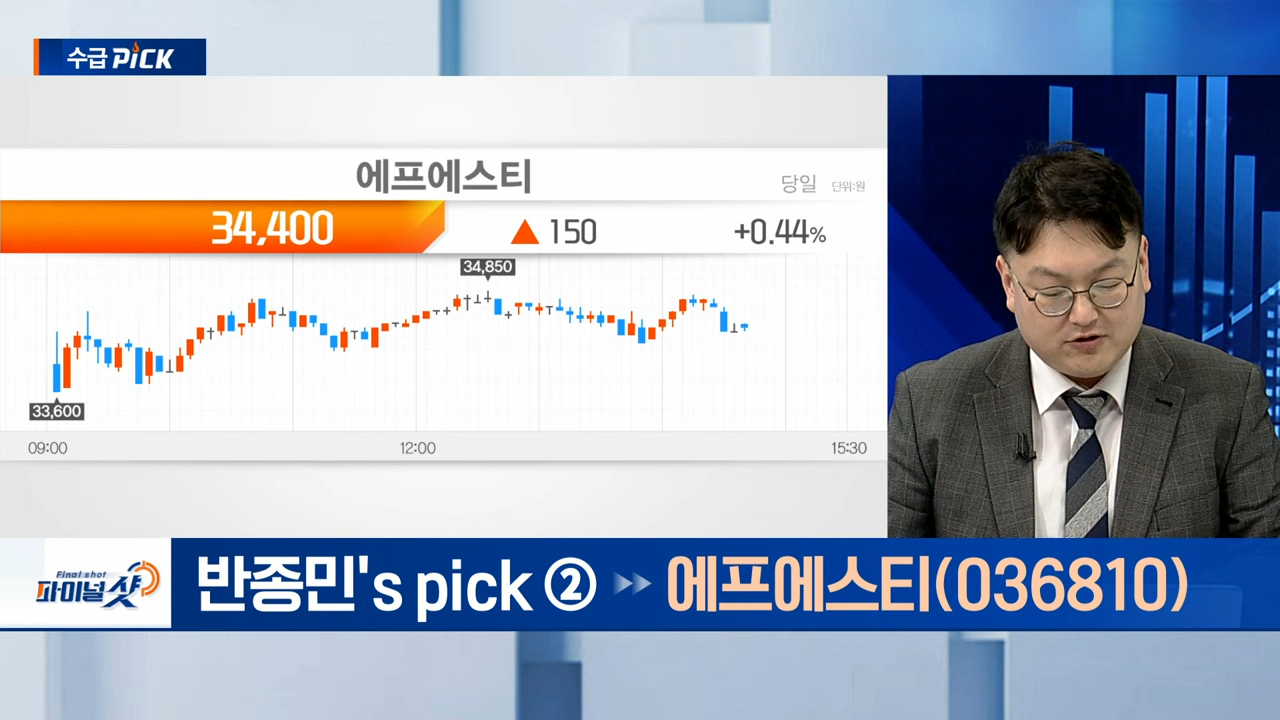 수급 PiCK
에프에스티
당일 단위:원
34,400 ▲ 150 +0.44%
34,850
33,600
09:00 12:00 15:30
Final shot
파이널샷
반종민's pick ② 에프에스티(036810)